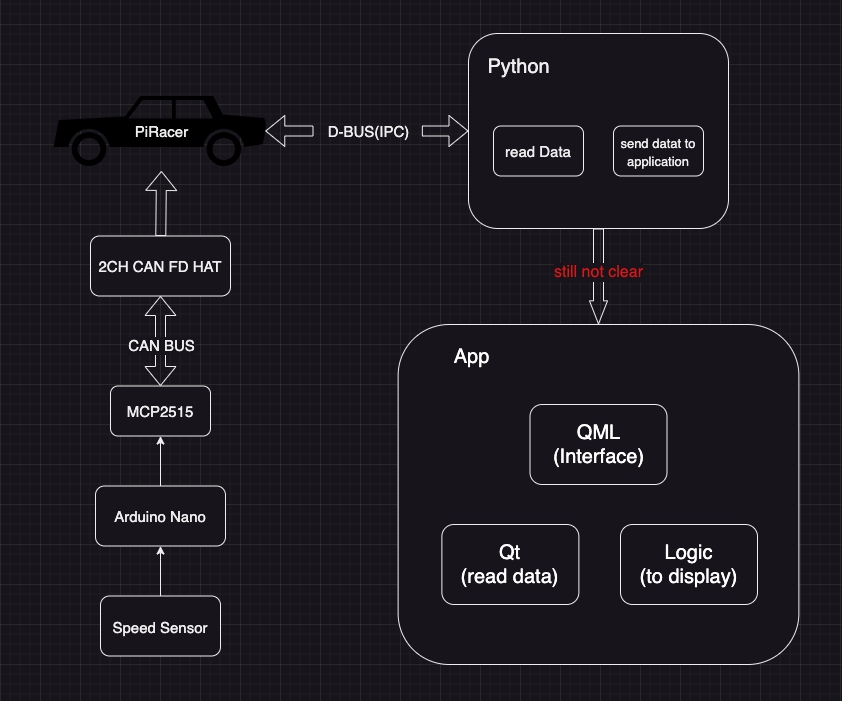 Python
PiRacer
D-BUS(IPC)
read Data
send datat to
application
2CH CAN FD HAT
still not clear
CAN BUS
App
MCP2515
QML
(Interface)
Arduino Nano
Qt
(read data)
Logic
(to display)
Speed Sensor